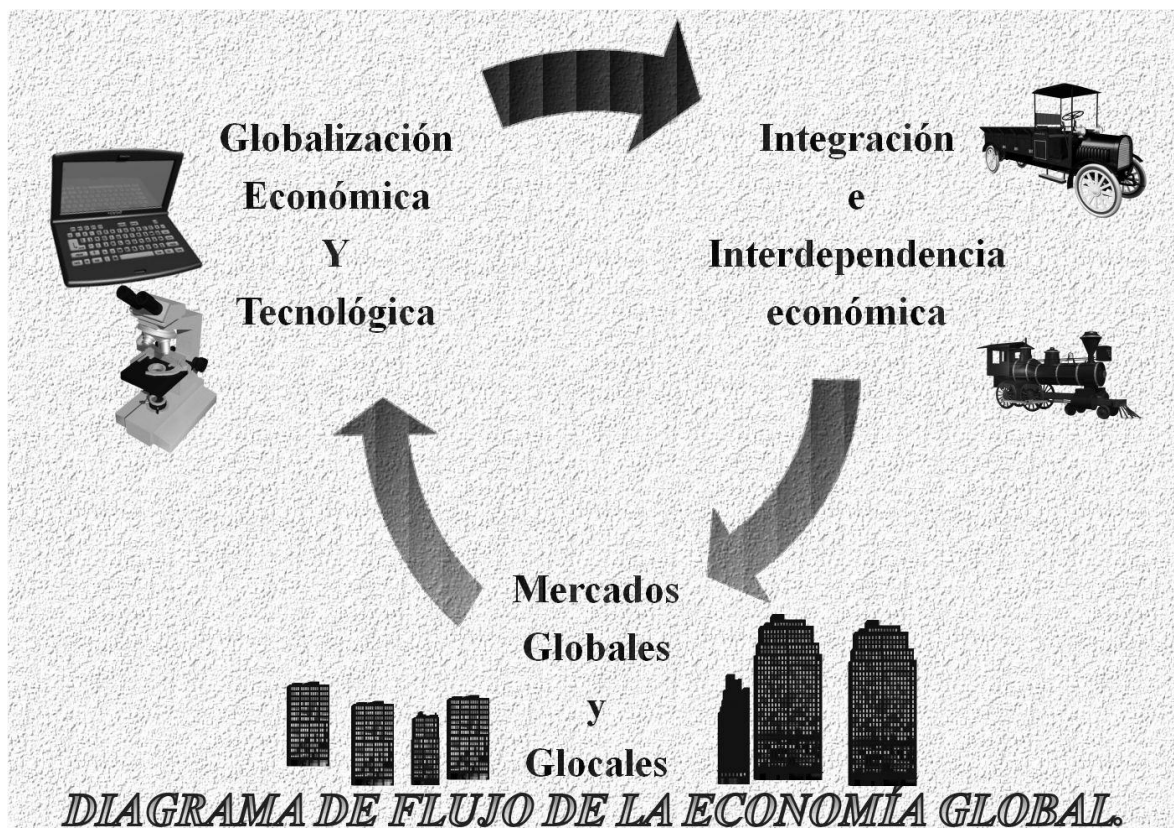 Globalización
Económica
Y
Tecnológica
Integración
e
Interdependencia
económica
Mercados
Globales
y
Glocales
DIAGRAMA DE FLUJO DE LA ECONOMÍA GLOBAL.